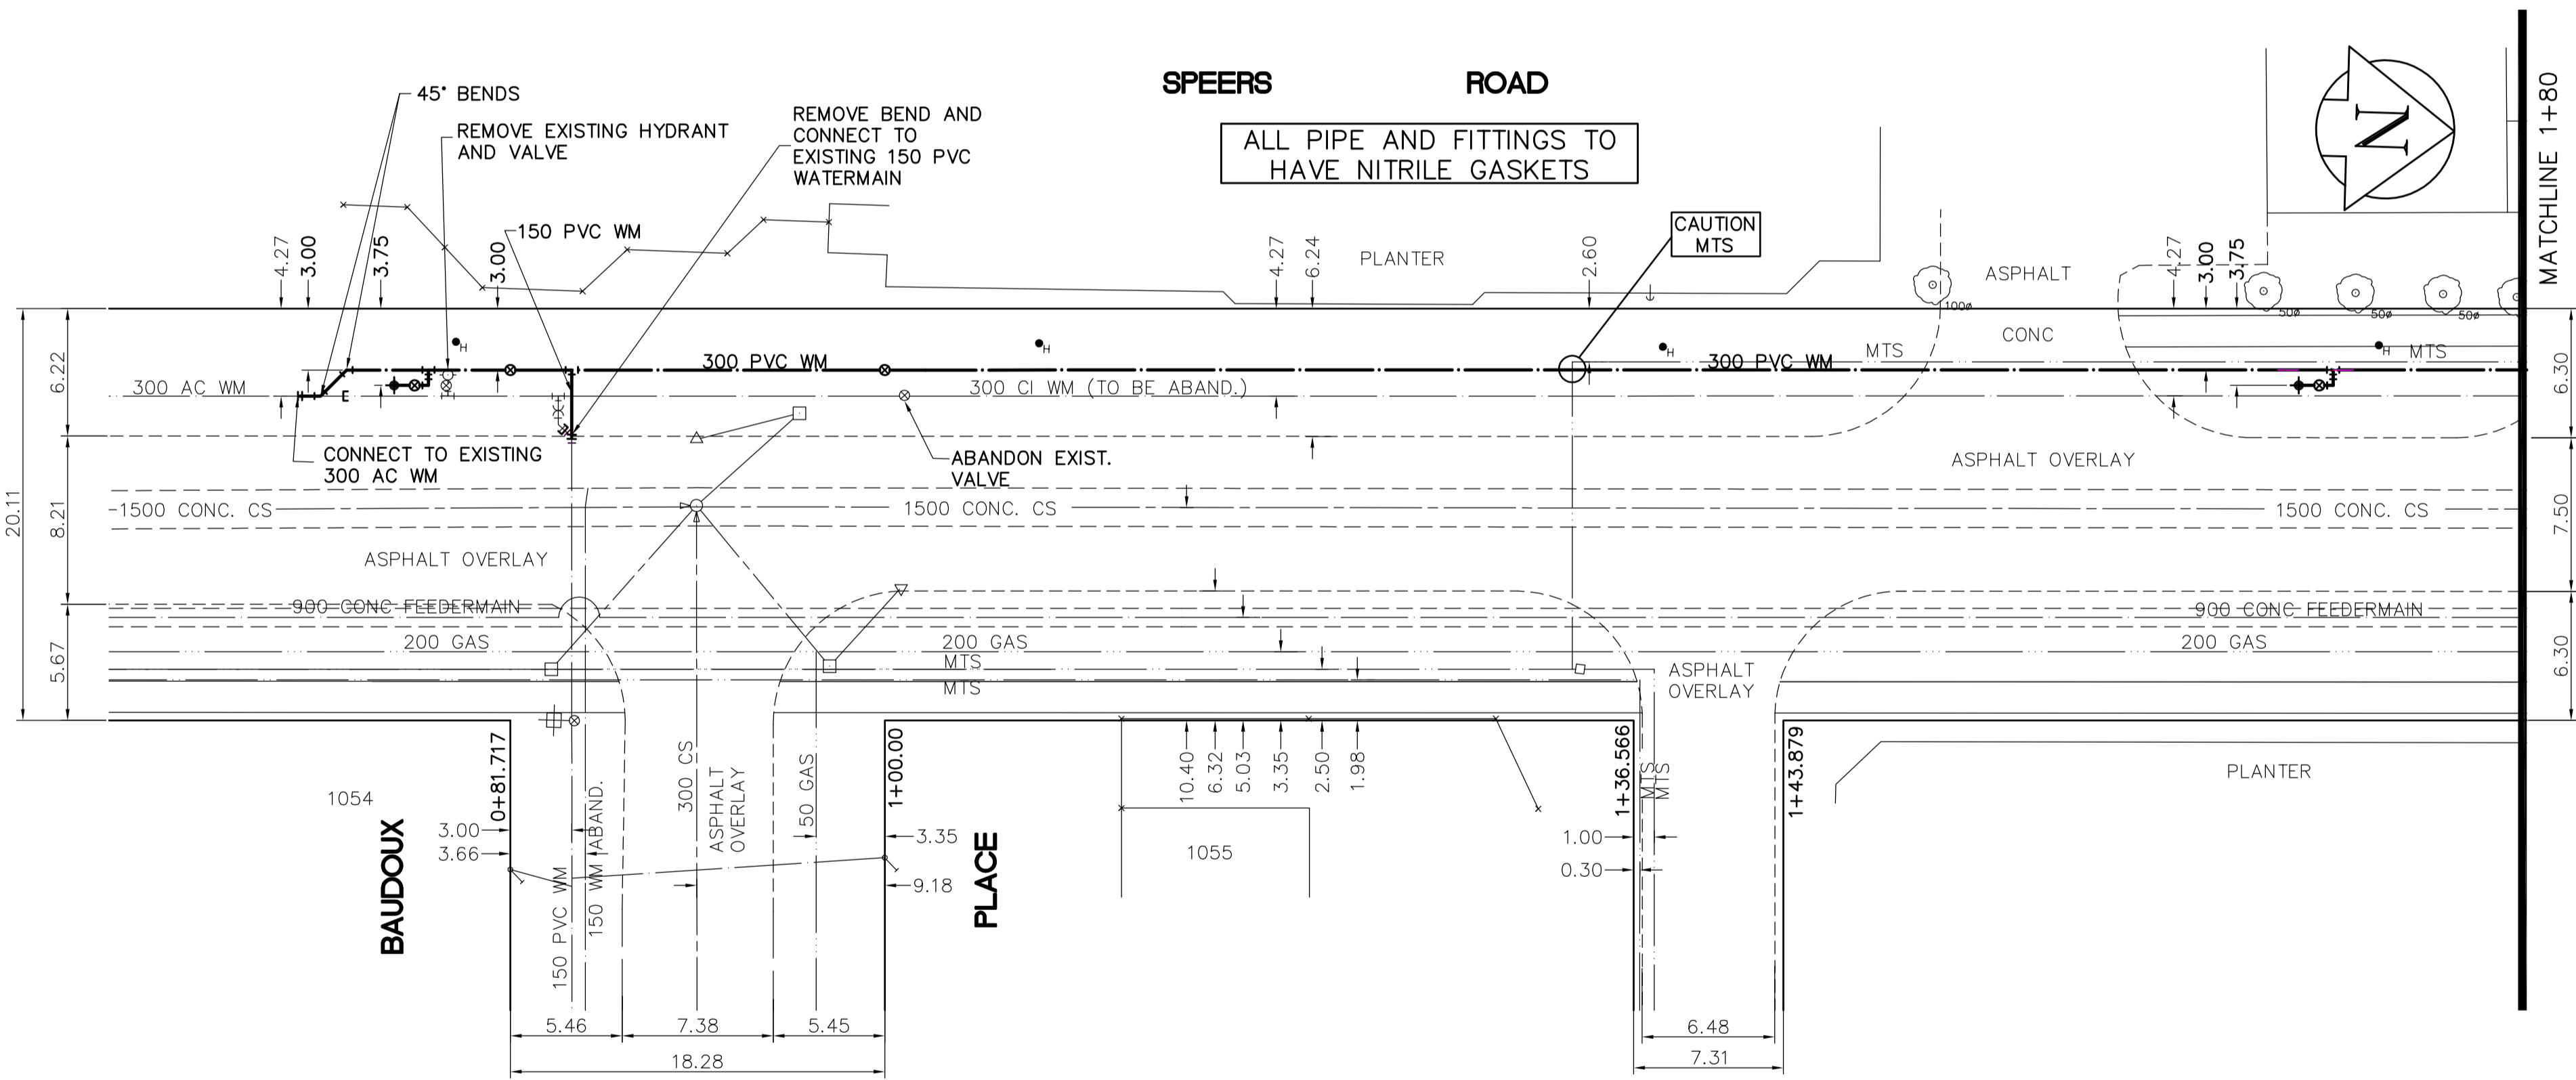 SPEERS ROAD
ALL PIPE AND FITTINGS TO
HAVE NITRILE GASKETS
45° BENDS
REMOVE EXISTING HYDRANT
AND VALVE
REMOVE BEND AND
CONNECT TO
EXISTING 150 PVC
WATERMAIN
150 PVC WM
CAUTION
MTS
N
MATCHLINE 1+80
4.27
3.00
3.75
3.00
4.27
6.24
PLANTER
2.60
ASPHALT
4.27
3.00
3.75
100ø
50ø
50ø
50ø
CONC
H
H
H
H
300 PVC WM
300 PVC WM
MTS
MTS
300 AC WM
300 CI WM (TO BE ABAND.)
CONNECT TO EXISTING
300 AC WM
ABANDON EXIST.
VALVE
ASPHALT OVERLAY
20.11
6.22
8.21
5.67
6.30
7.50
6.30
1500 CONC. CS
1500 CONC. CS
1500 CONC. CS
ASPHALT OVERLAY
900 CONC FEEDERMAIN
900 CONC FEEDERMAIN
200 GAS
200 GAS
200 GAS
MTS
MTS
ASPHALT
OVERLAY
0+81.717
1+00.00
1+36.566
1+43.879
MTS
MTS
300 CS
ASPHALT
OVERLAY
50 GAS
10.40
6.32
5.03
3.35
2.50
1.98
PLANTER
1054
1055
BAUDOUX
PLACE
3.00
3.66
3.35
9.18
1.00
0.30
150 PVC WM
150 WM ABAND.
5.46
7.38
5.45
18.28
6.48
7.31